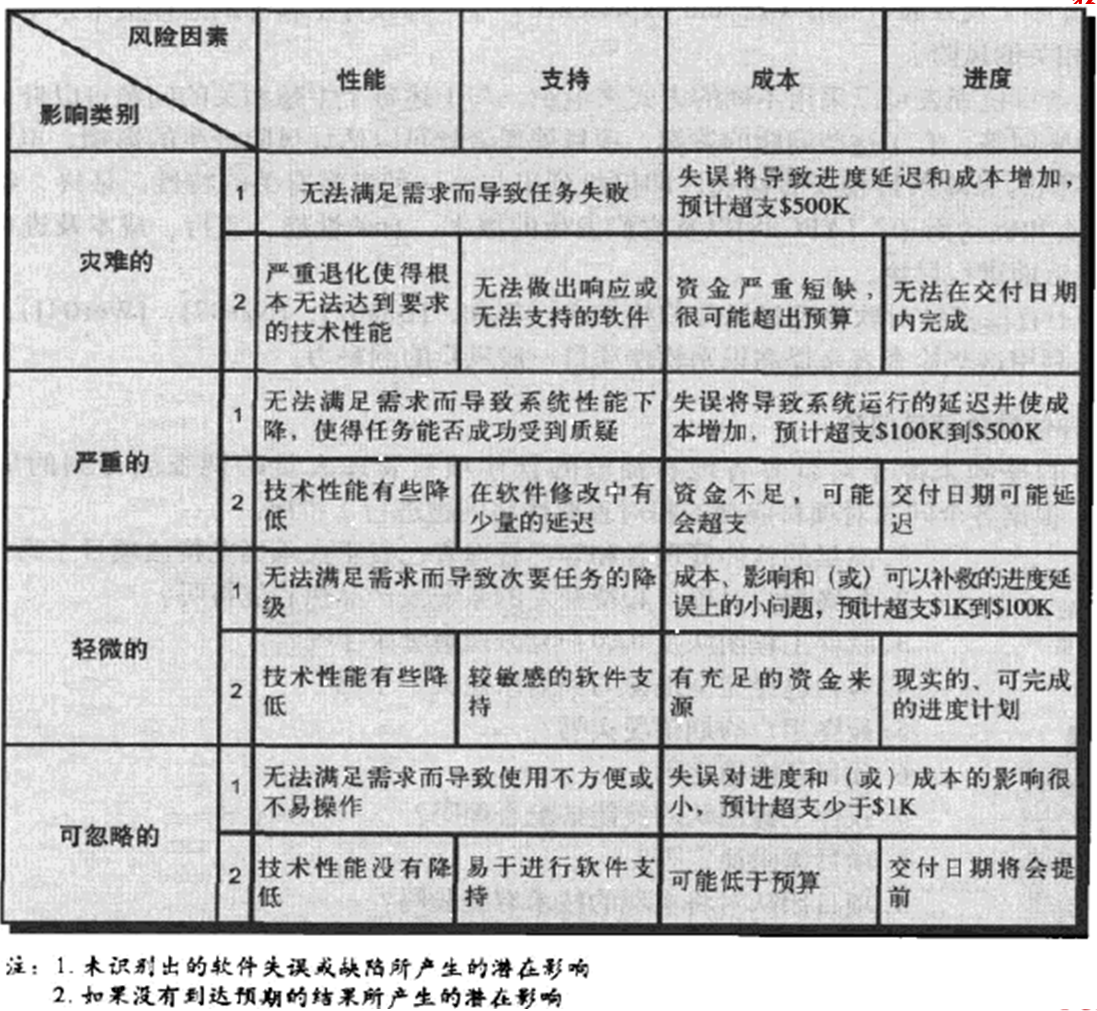 风险因素
影响类别
性能
支持
成本
进度
灾难的
1
无法满足需求而导致任务失败
失误将导致进度延迟和成本增加，
预计超支$500K
2
严重退化使得根
本无法达到要求
的技术性能
无法做出响应或
无法支持的软件
资金严重短缺，
很可能超出预算
无法在交付日期
内完成
严重的
1
无法满足需求而导致系统性能下
降，使得任务能否成功受到质疑
失误将导致系统运行的延迟并使成
本增加，预计超支$100K到$500K
2
技术性能有些降
低
在软件修改中有
少量的延迟
资金不足，可能
会超支
交付日期可能延
迟
轻微的
1
无法满足需求而导致次要任务的降
级
成本、影响和（或）可以补救的进度延
误上的小问题，预计超支$1K到$100K
2
技术性能有些降
低
较敏感的软件支
持
有充足的资金来
源
现实的、可完成
的进度计划
可忽略的
1
无法满足需求而导致使用不方便或
不易操作
失误对进度和（或）成本的影响很
小，预计超支少于$1K
2
技术性能没有降
低
易于进行软件支
持
可能低于预算
交付日期将会提
前
注：1. 未识别出的软件失误或缺陷所产生的潜在影响
2. 如果没有到达预期的结果所产生的潜在影响